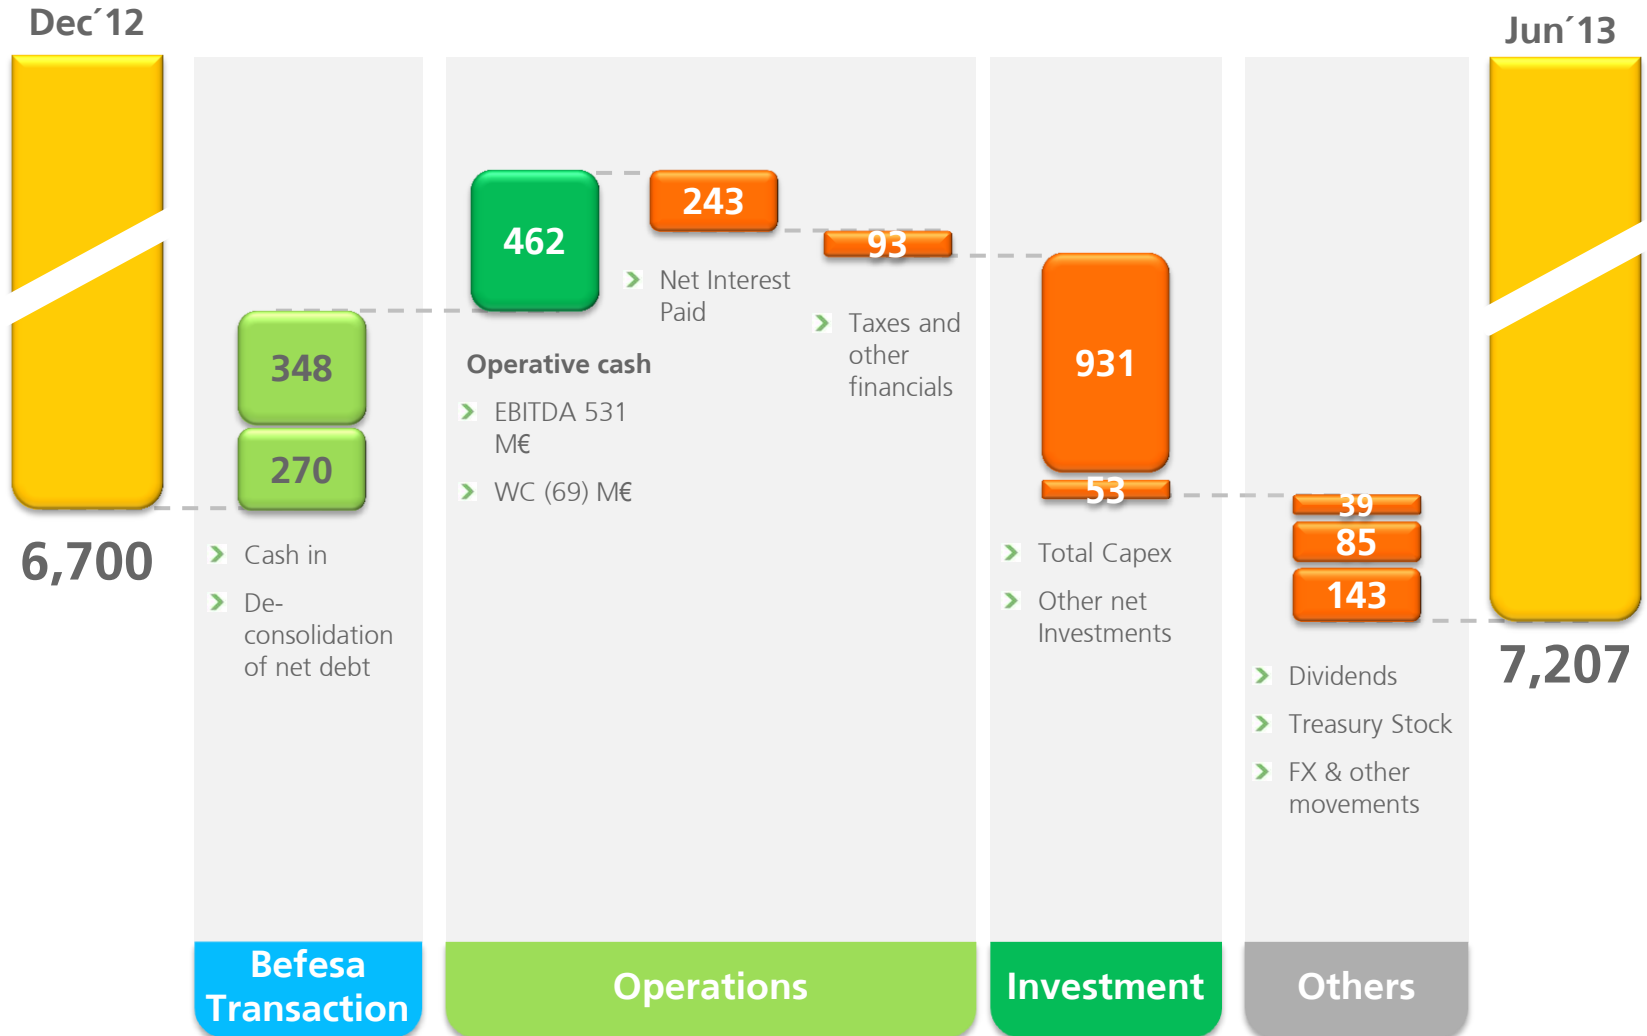 Dec´12
6,700
348
270
Cash in
De-
consolidation
of net debt
Befesa
Transaction
462
243
93
Net Interest
Paid
Taxes and
other
financials
Operative cash
EBITDA 531
M€
WC (69) M€
Operations
931
53
Total Capex
Other net
Investments
Investment
39
85
143
Dividends
Treasury Stock
FX & other
movements
Others
Jun´13
7,207